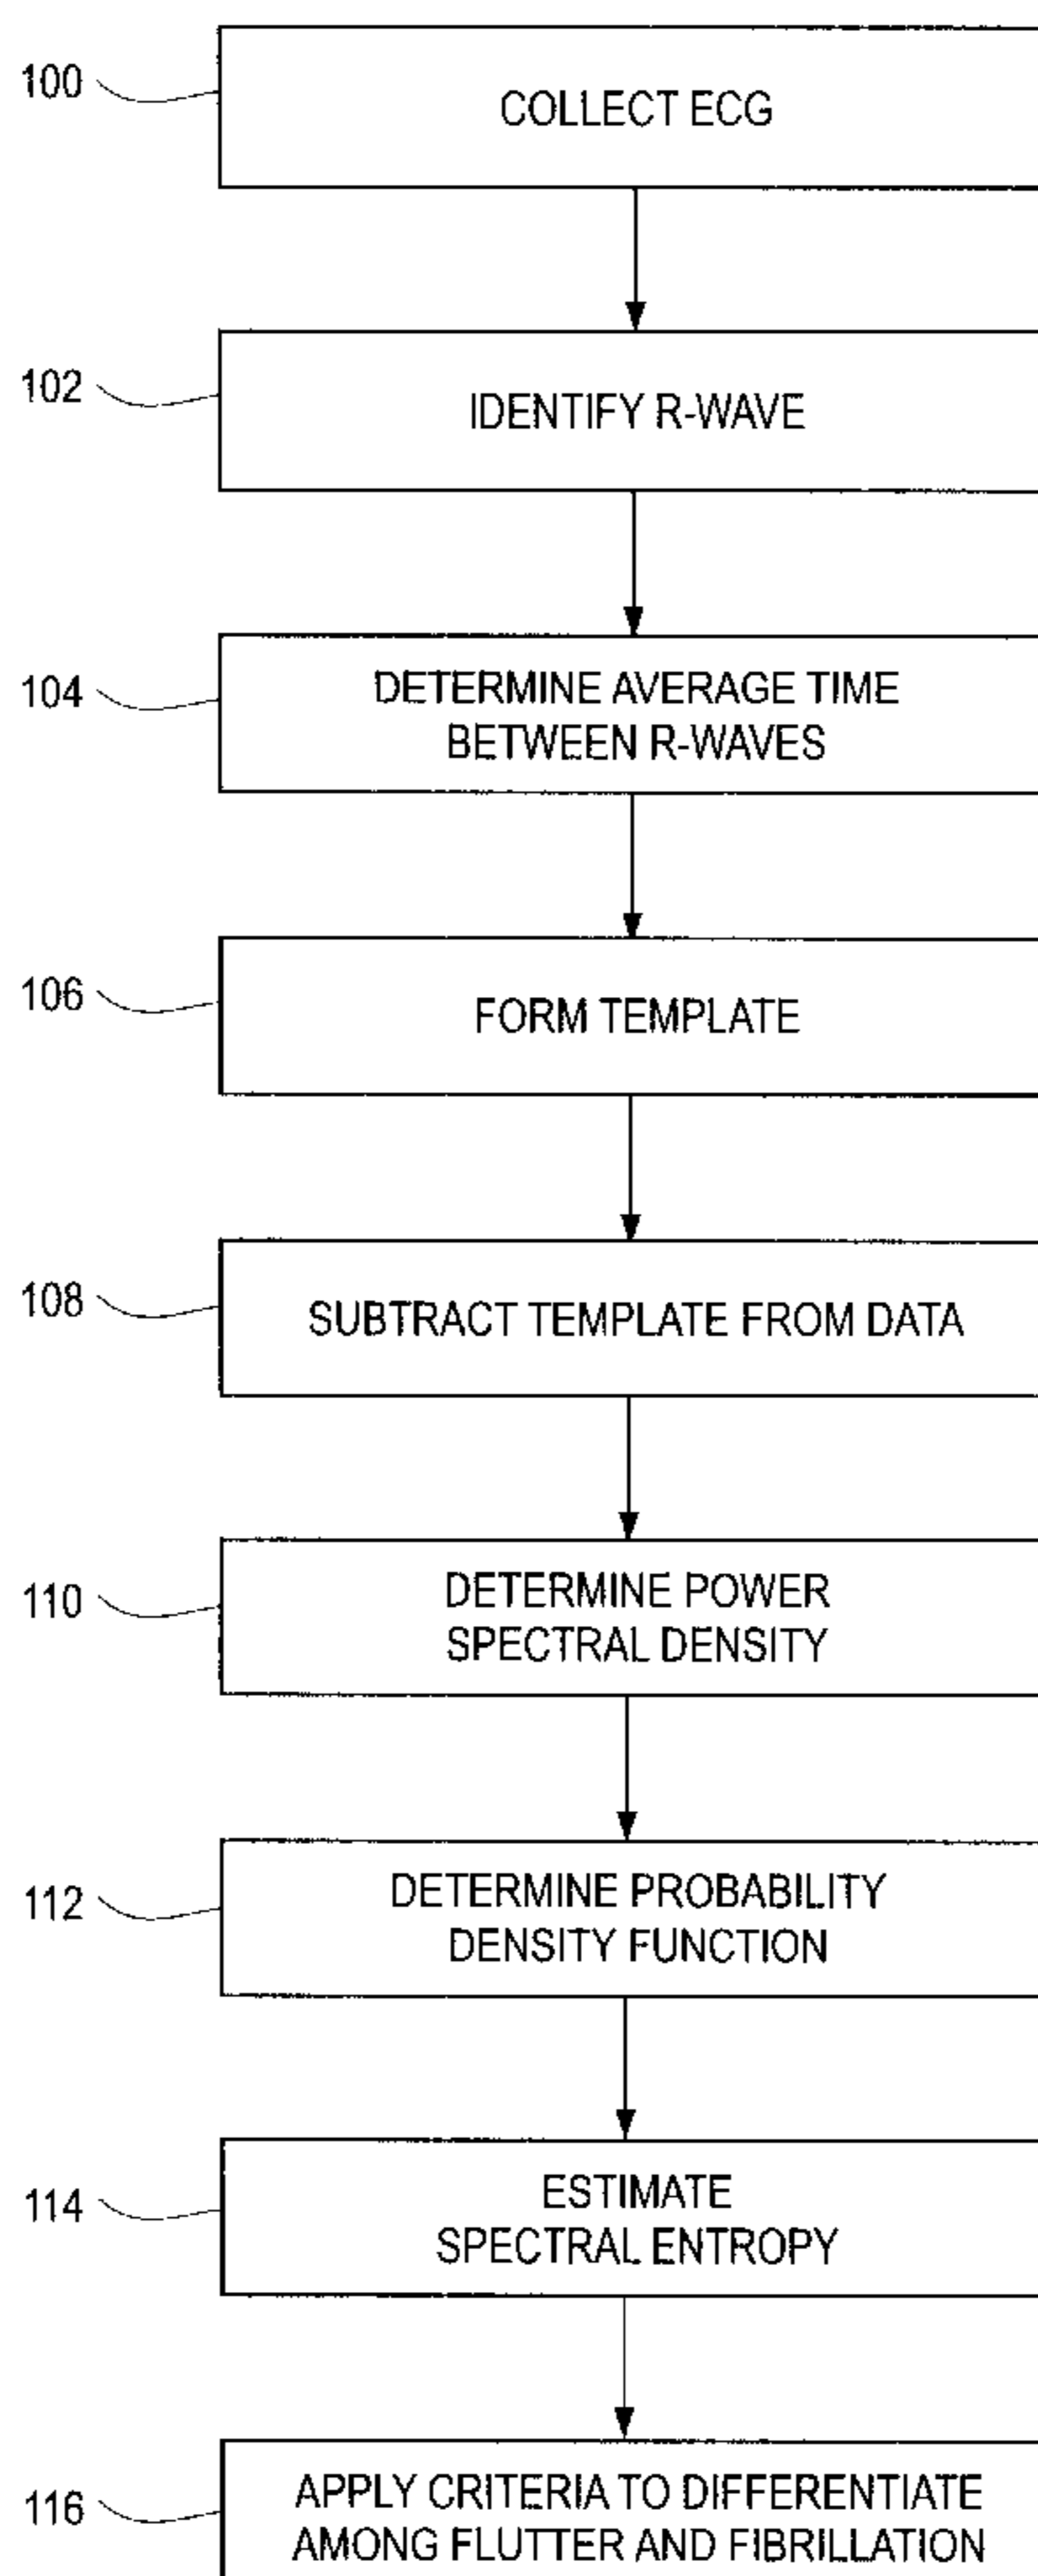 100
COLLECT ECG
102
IDENTIFY R-WAVE
104
DETERMINE AVERAGE TIME
BETWEEN R-WAVES
106
FORM TEMPLATE
108
SUBTRACT TEMPLATE FROM DATA
110
DETERMINE POWER
SPECTRAL DENSITY
112
DETERMINE PROBABILITY
DENSITY FUNCTION
114
ESTIMATE
SPECTRAL ENTROPY
116
APPLY CRITERIA TO DIFFERENTIATE
AMONG FLUTTER AND FIBRILLATION